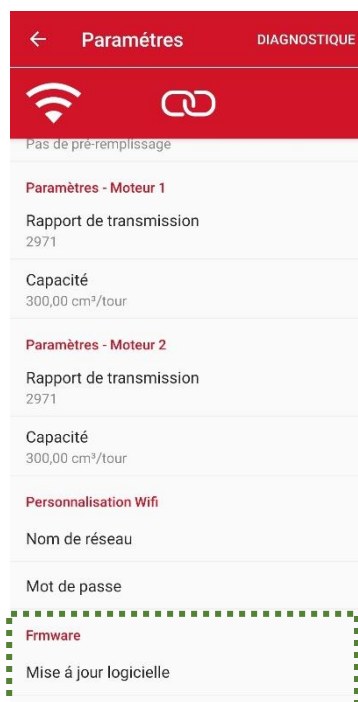 Paramétres DIAGNOSTIQUE
Pas de pré-remplissage
Paramètres - Moteur 1
Rapport de transmission
2971
Capacité
300,00 cm³/tour
Paramètres - Moteur 2
Rapport de transmission
2971
Capacité
300,00 cm³/tour
Personnalisation Wifi
Nom de réseau
Mot de passe
Frmware
Mise á jour logicielle